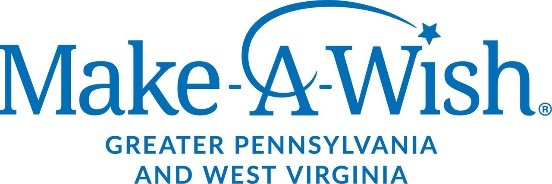 Make-A-Wish®
GREATER PENNSYLVANIA
AND WEST VIRGINIA